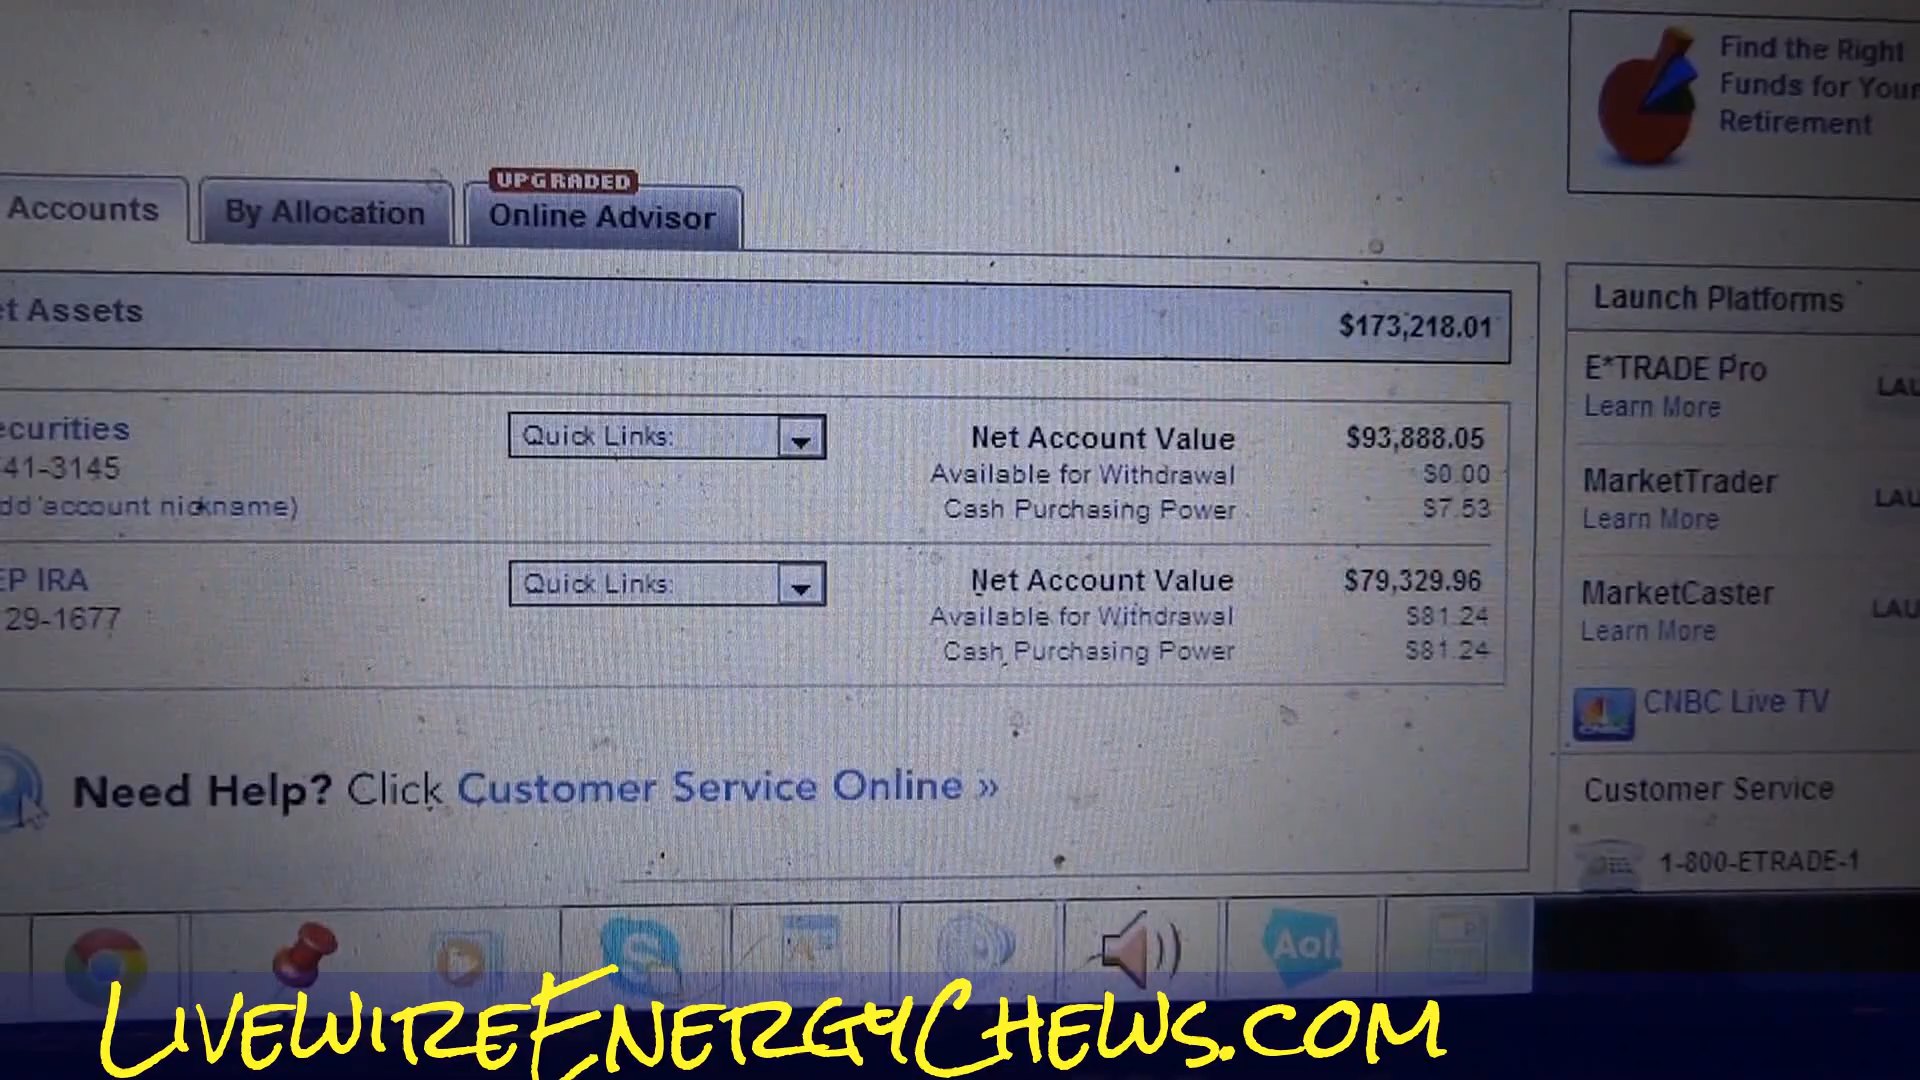 Find the Right
Funds for Your
Retirement
Accounts
By Allocation
UPGRADED
Online Advisor
et Assets
$173,218.01
ecurities
41-3145
dd account nickname)
Quick Links:
Net Account Value $93,888.05
Available for Withdrawal $0.00
Cash Purchasing Power $7.53
EP IRA
29-1677
Quick Links:
Net Account Value $79,329.96
Available for Withdrawal $81.24
Cash Purchasing Power $81.24
Need Help? Click Customer Service Online »
Launch Platforms
E*TRADE Pro
LAU
Learn More
MarketTrader
LAU
Learn More
MarketCaster
LAU
Learn More
CNBC Live TV
Customer Service
1-800-ETRADE-1
Aol.
LivewireEnergyChews.com